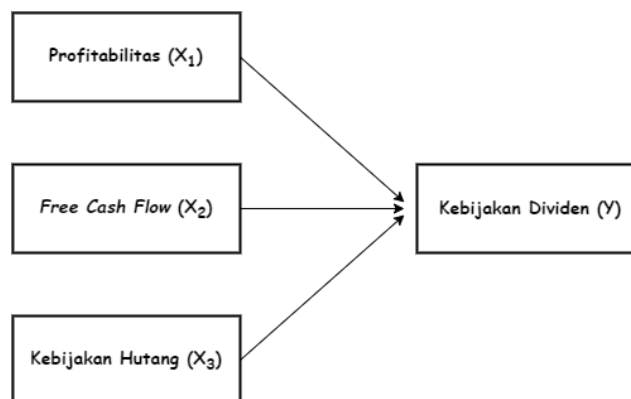 Profitabilitas (X₁)
Free Cash Flow (X₂)
Kebijakan Dividen (Y)
Kebijakan Hutang (X₃)